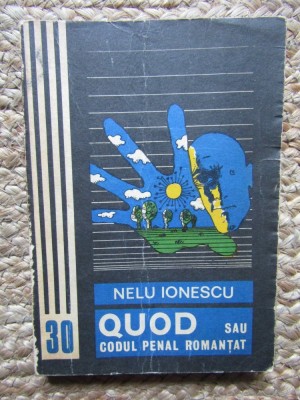 NELU IONESCU
30
QUOD SAU
CODUL PENAL ROMANȚAT